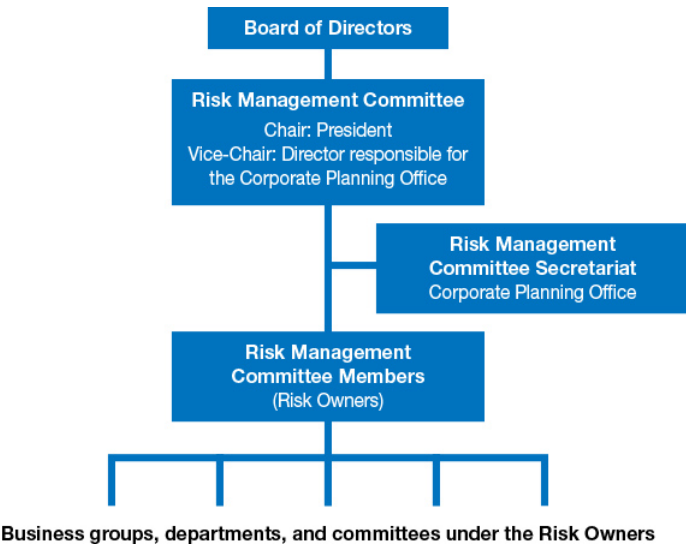 Board of Directors
Risk Management Committee
Chair: President
Vice-Chair: Director responsible for
the Corporate Planning Office
Risk Management
Committee Secretariat
Corporate Planning Office
Risk Management
Committee Members
(Risk Owners)
Business groups, departments, and committees under the Risk Owners